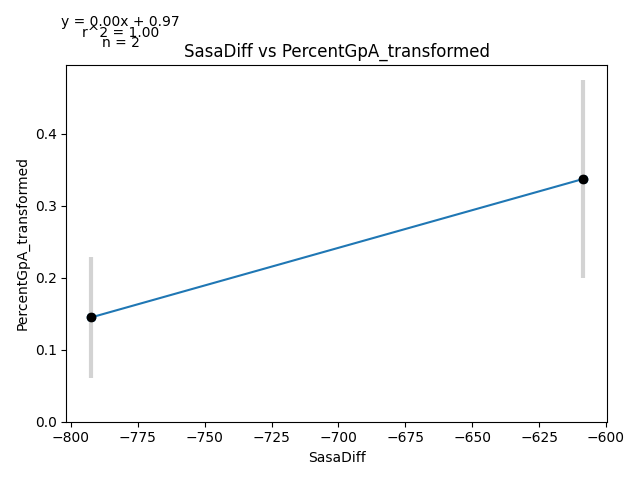 y = 0.00x + 0.97
r^2 = 1.00
n = 2
SasaDiff vs PercentGpA_transformed
PercentGpA_transformed
0.4
0.3
0.2
0.1
0.0
−800 −775 −750 −725 −700 −675 −650 −625 −600
SasaDiff